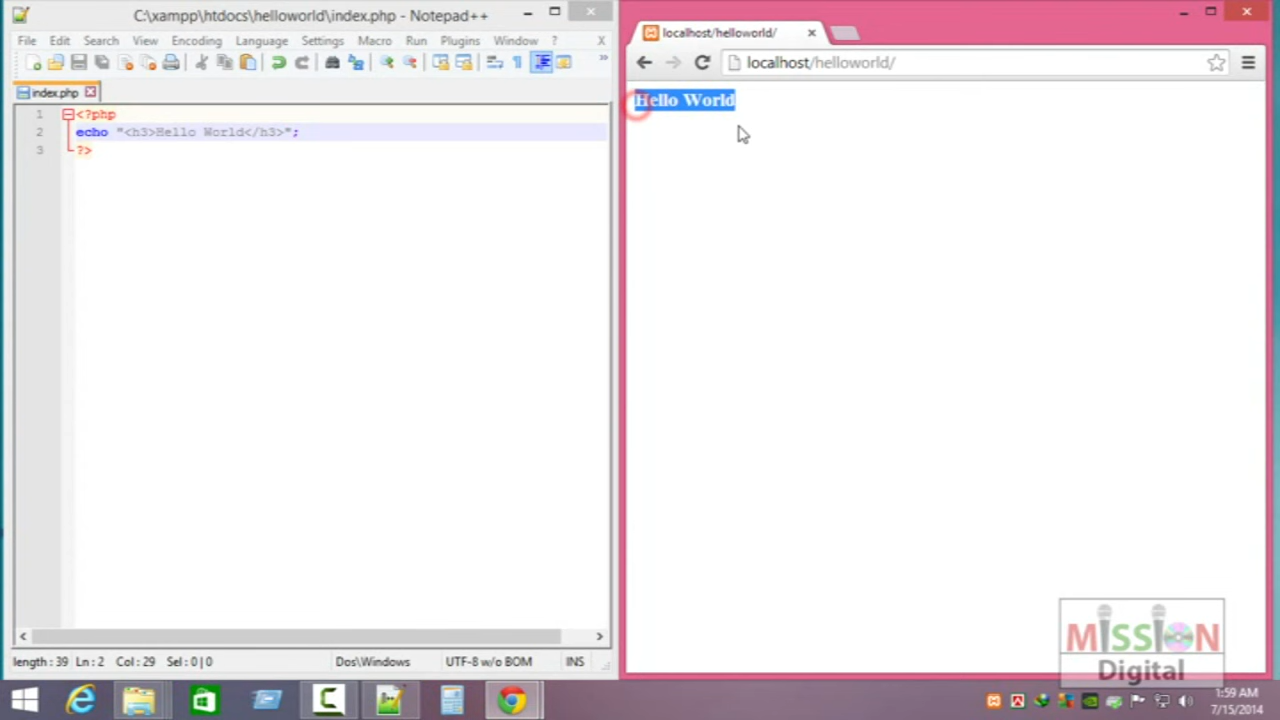 C:\xampp\htdocs\helloworld\index.php - Notepad++
File Edit Search View Encoding Language Settings Macro Run Plugins Window ? X
index.php
1 <?php
2 echo "<h3>Hello World</h3>";
3 ?>
length : 39 Ln : 2 Col : 29 Sel : 0 | 0 Dos\Windows UTF-8 w/o BOM INS
localhost/helloworld/
localhost/helloworld/
Hello World
MISSION
Digital
1:59 AM
7/15/2014